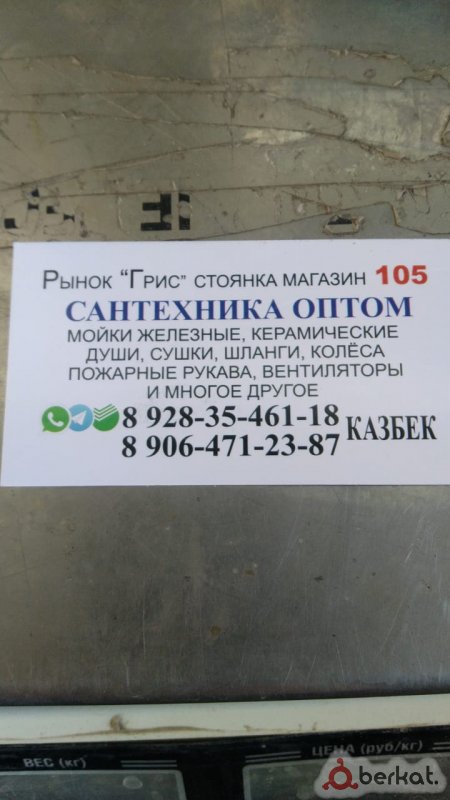 Рынок "Грис" стоянка магазин 105
САНТЕХНИКА ОПТОМ
МОЙКИ ЖЕЛЕЗНЫЕ, КЕРАМИЧЕСКИЕ
ДУШИ, СУШКИ, ШЛАНГИ, КОЛЁСА
ПОЖАРНЫЕ РУКАВА, ВЕНТИЛЯТОРЫ
И МНОГОЕ ДРУГОЕ
8 928-35-461-18
8 906-471-23-87
КАЗБЕК
ВЕС (кг)
ЦЕНА (руб/кг)
berkat.